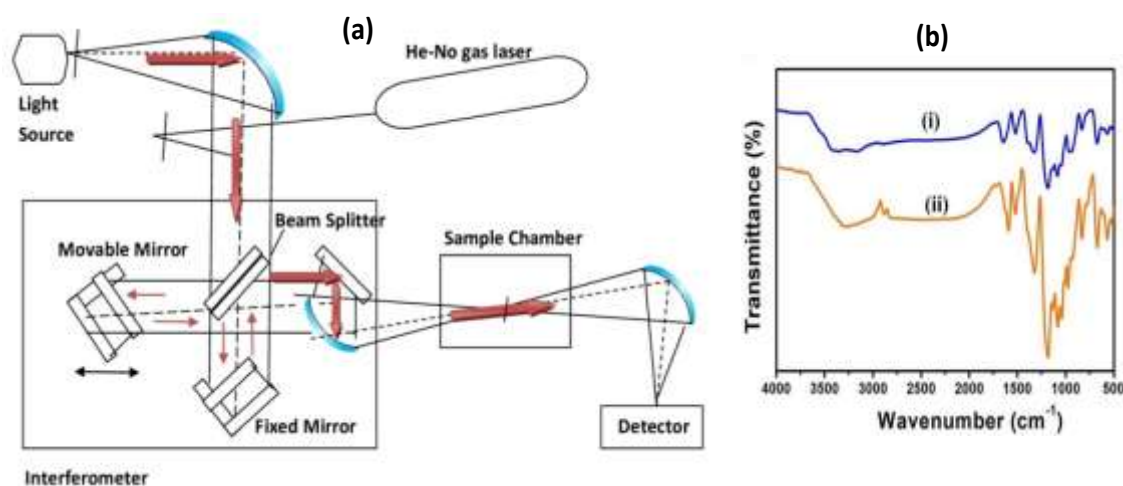 (a)
He-No gas laser
Light
Source
Beam Splitter
Movable Mirror
Sample Chamber
Fixed Mirror
Detector
Interferometer
(b)
(i)
(ii)
Transmittance (%)
4000 3500 3000 2500 2000 1500 1000 500
Wavenumber (cm⁻¹)